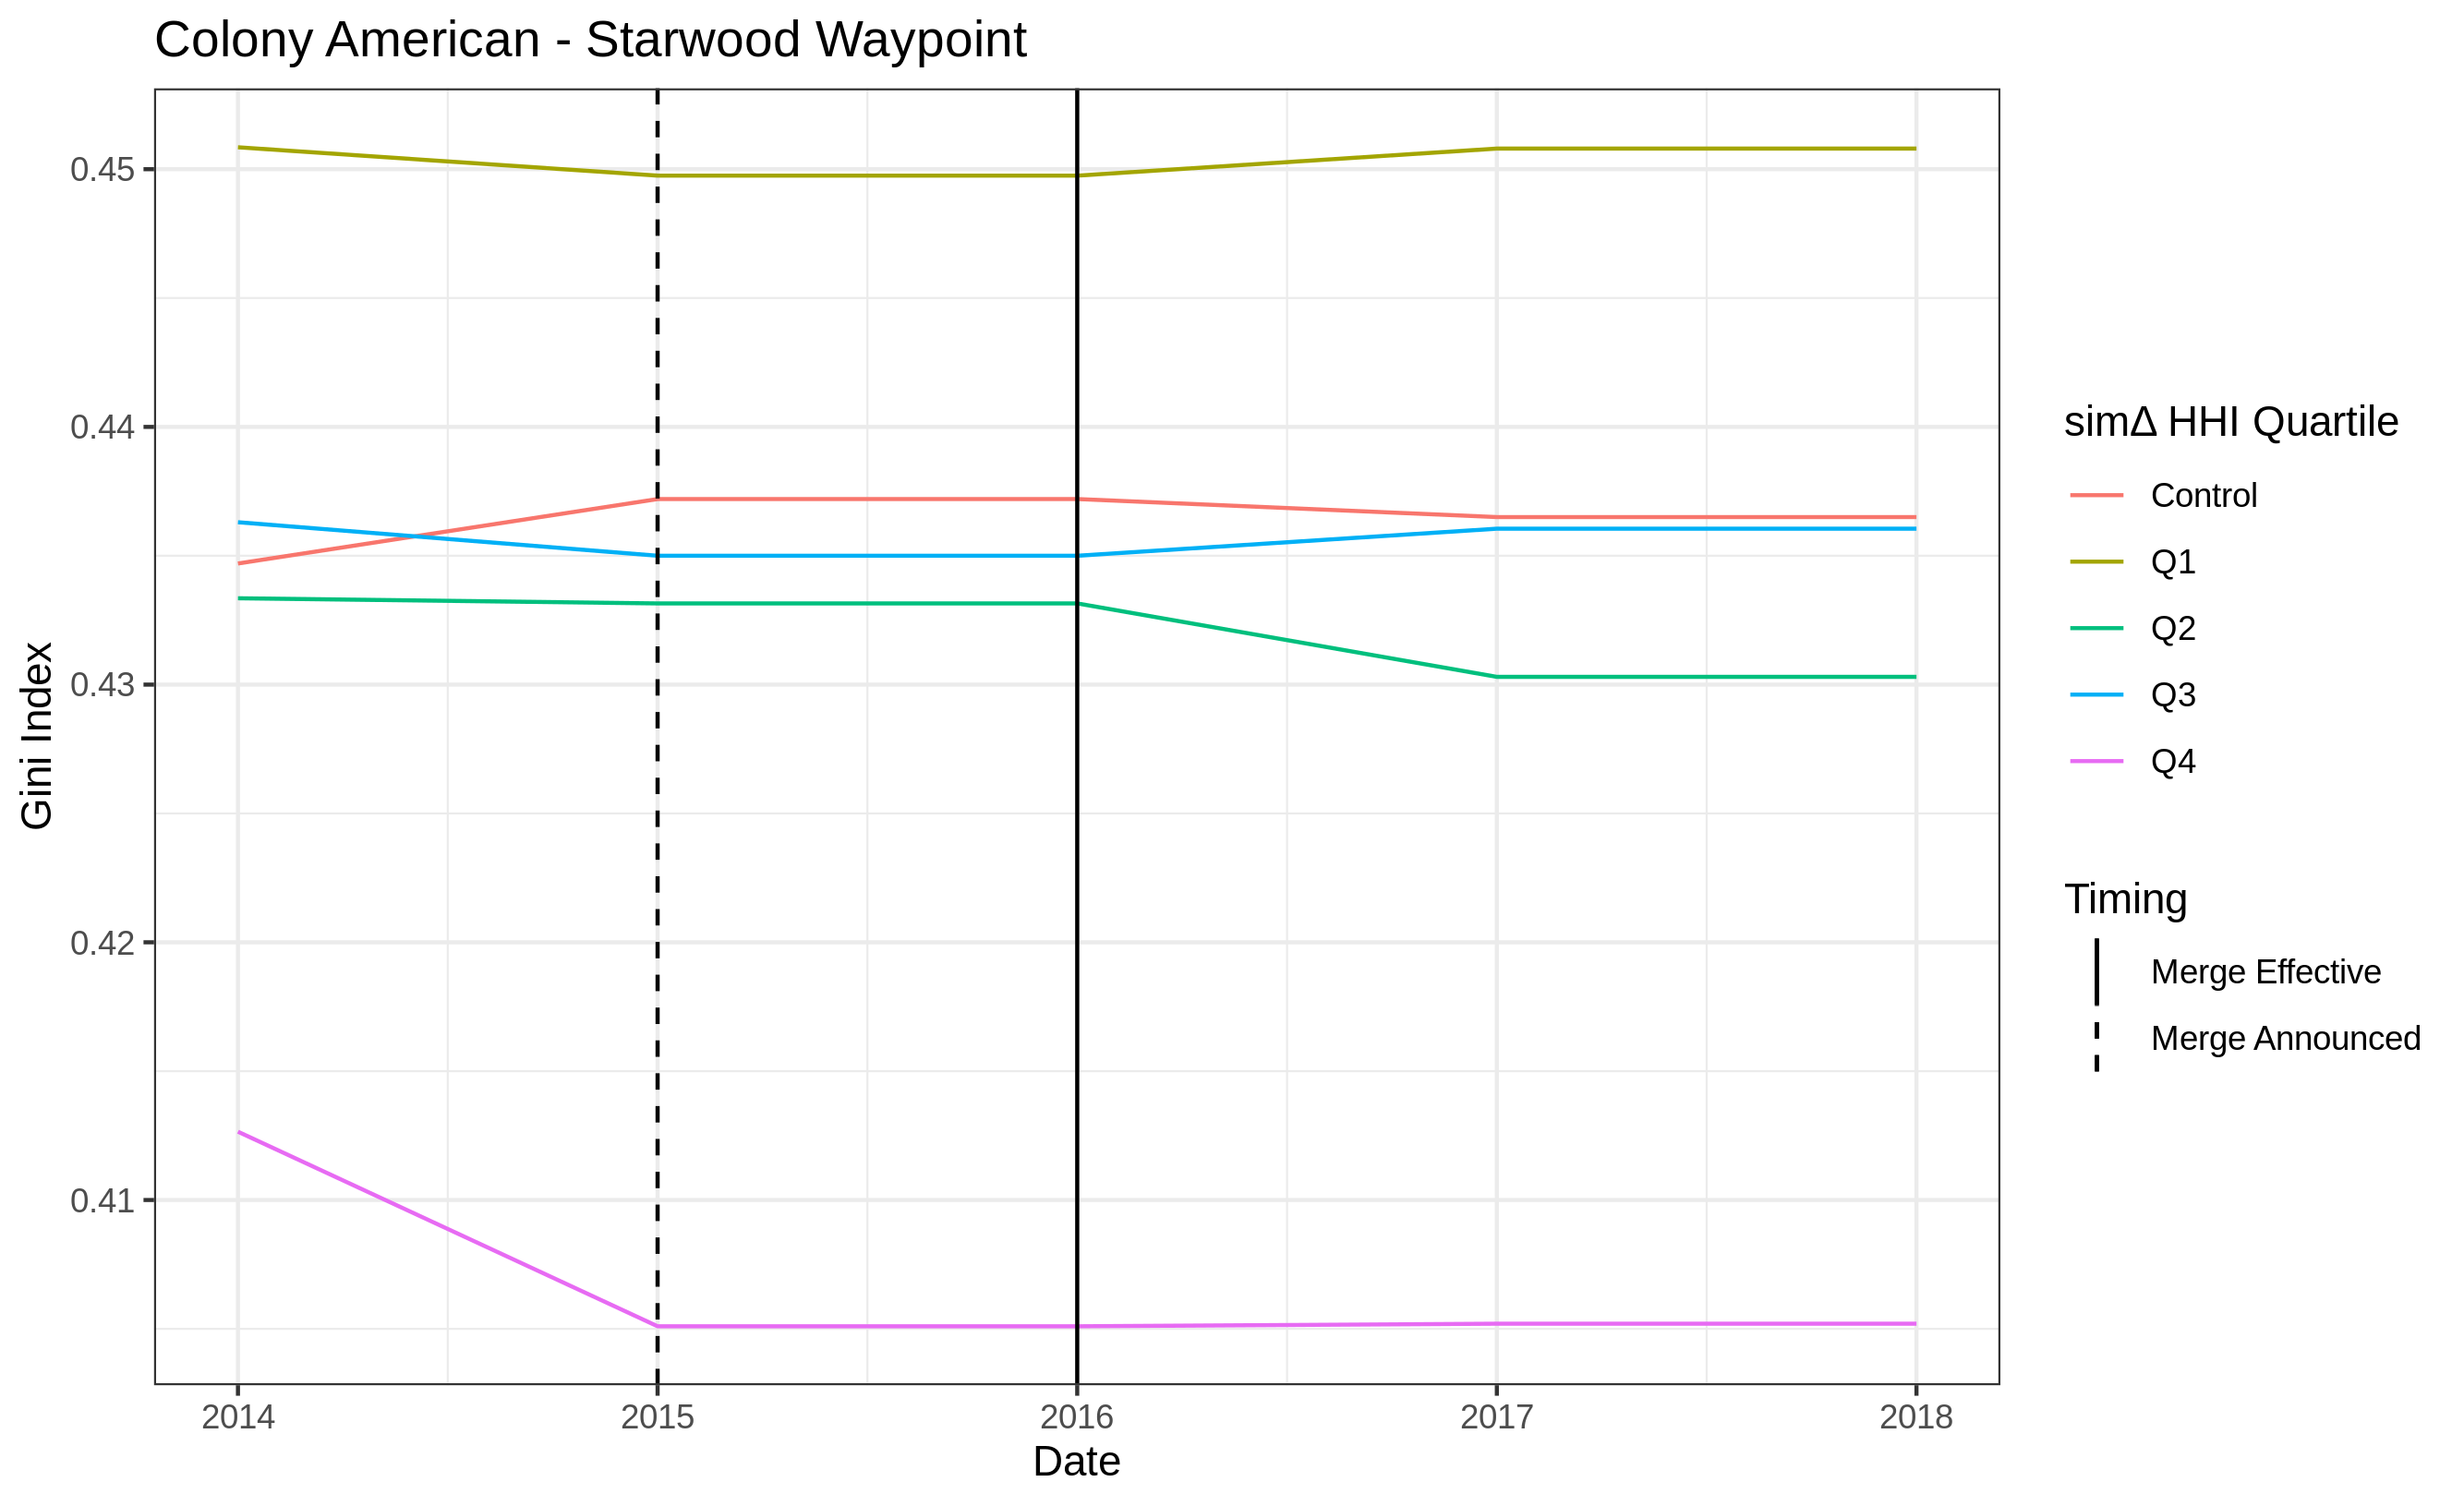 Colony American - Starwood Waypoint
Gini Index
0.45
0.44
0.43
0.42
0.41
2014
2015
2016
2017
2018
Date
simΔ HHI Quartile
Control
Q1
Q2
Q3
Q4
Timing
Merge Effective
Merge Announced